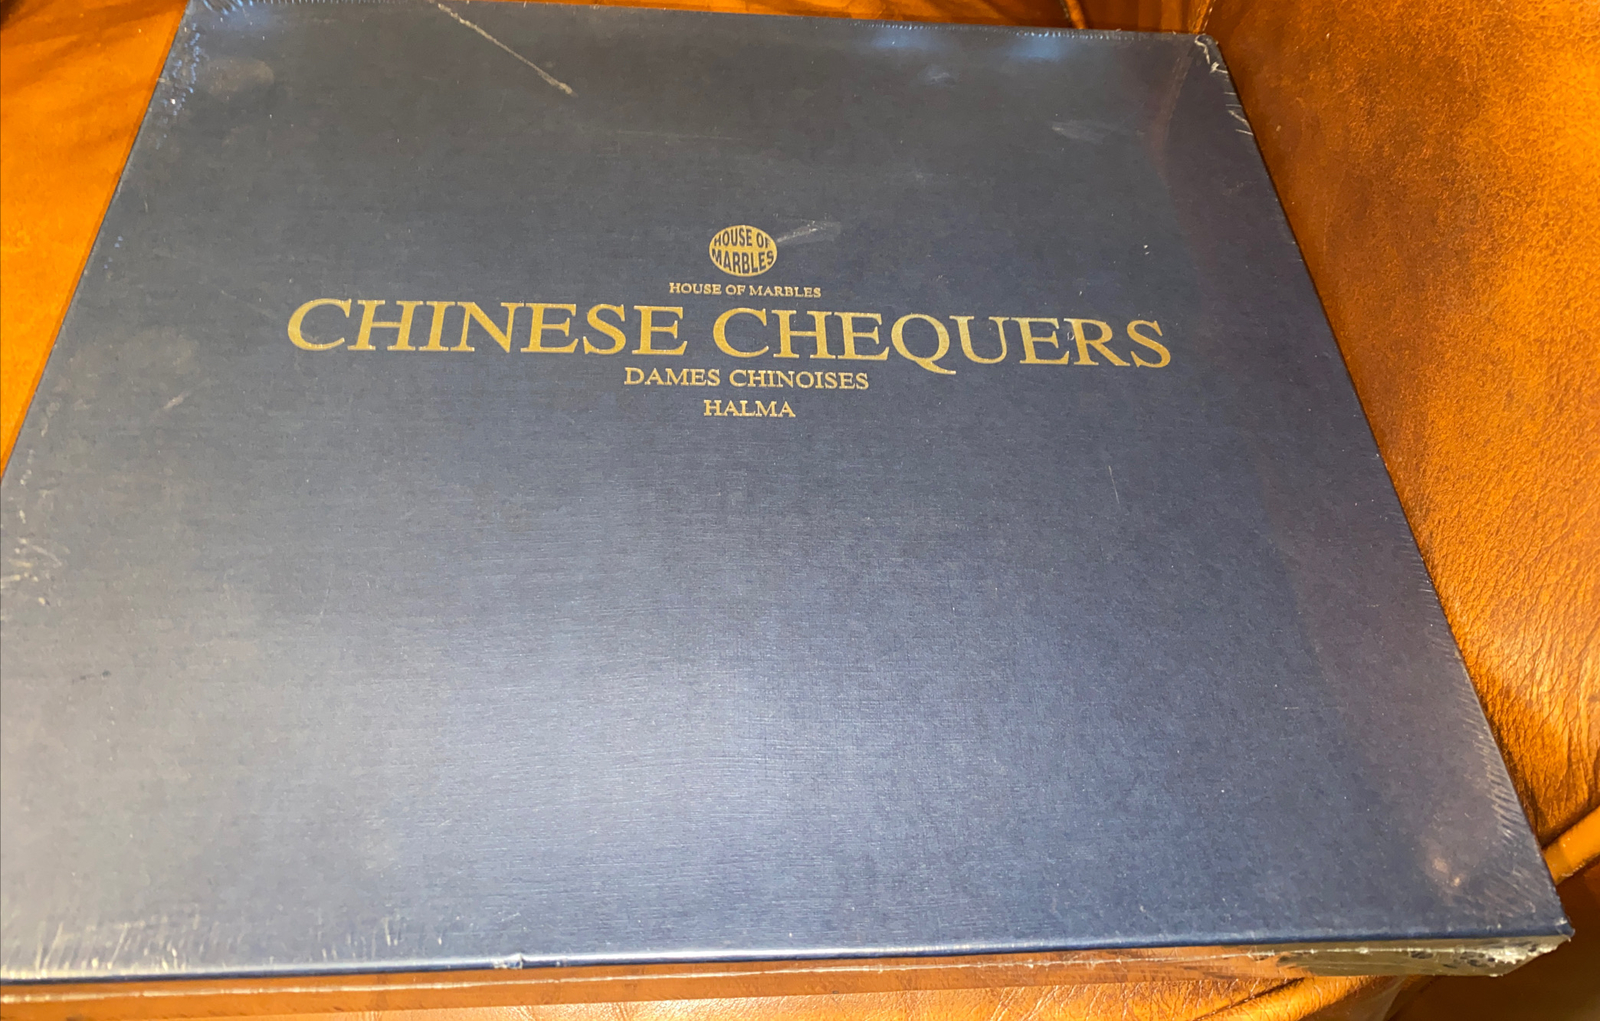 HOUSE OF
MARBLES
HOUSE OF MARBLES
CHINESE CHEQUERS
DAMES CHINOISES
HALMA